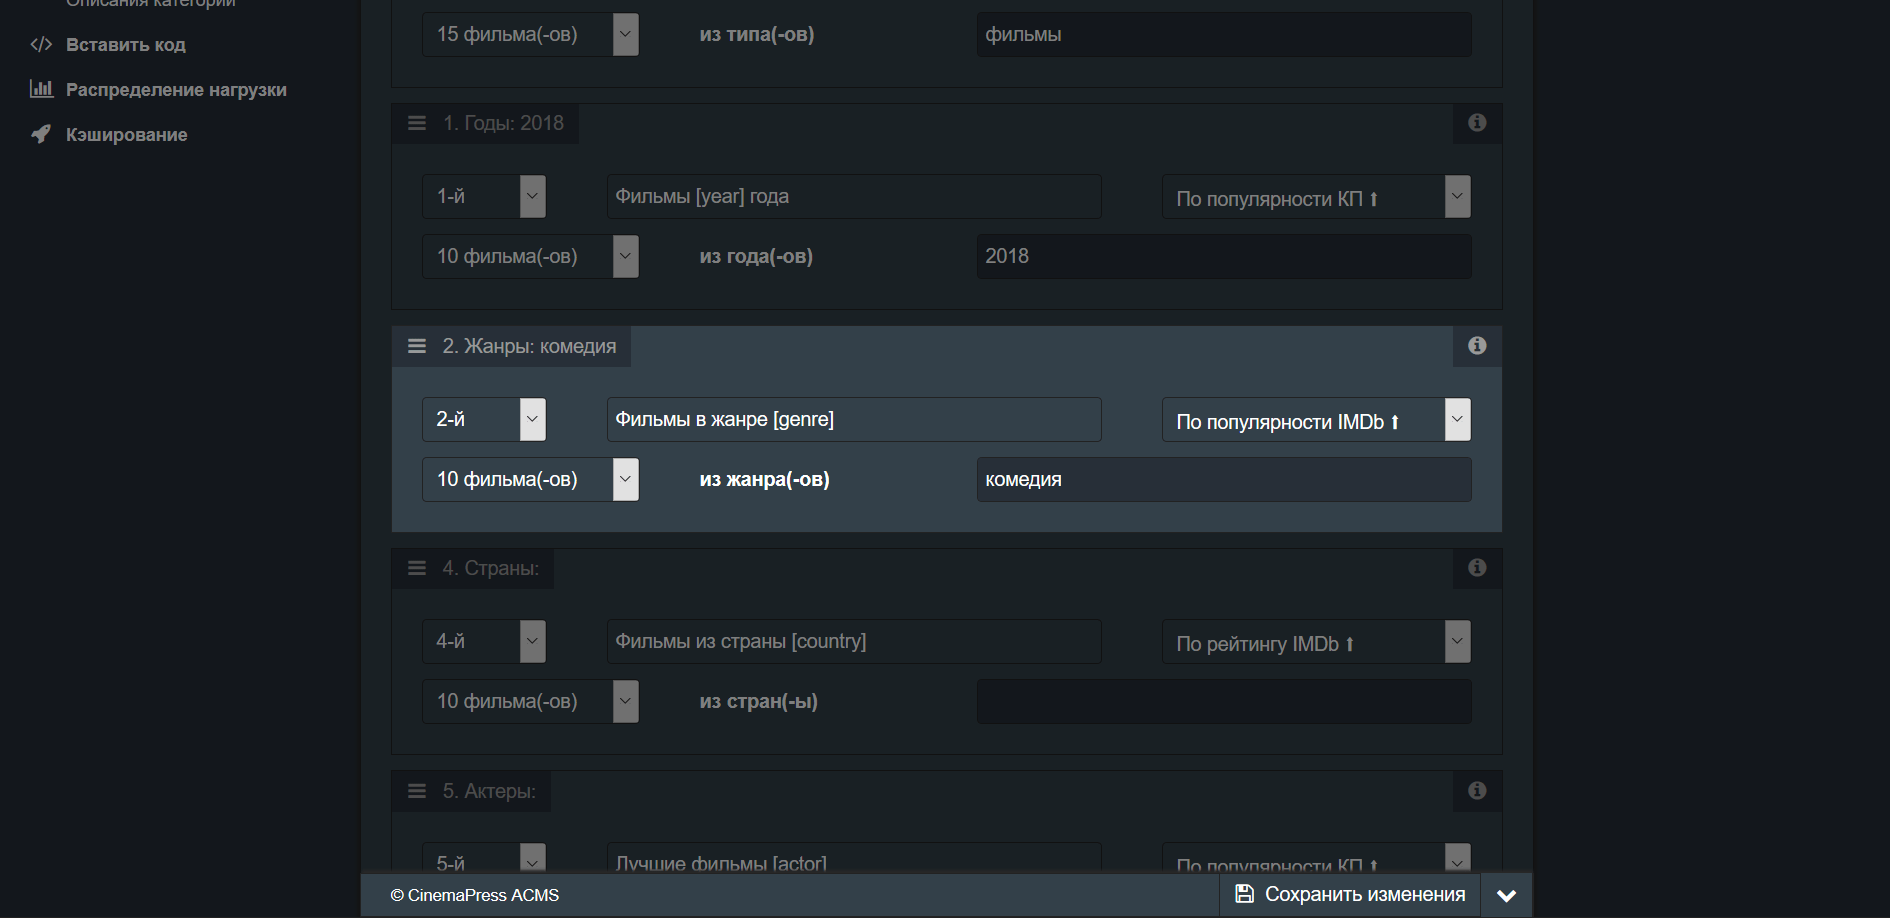 Описания категории
Вставить код
Распределение нагрузки
Кэширование
15 фильма(-ов) из типа(-ов) фильмы
1. Годы: 2018
1-й Фильмы [year] года По популярности КП ⬆
10 фильма(-ов) из года(-ов) 2018
2. Жанры: комедия
2-й Фильмы в жанре [genre] По популярности IMDb ⬆
10 фильма(-ов) из жанра(-ов) комедия
4. Страны:
4-й Фильмы из страны [country] По рейтингу IMDb ⬆
10 фильма(-ов) из стран(-ы)
5. Актеры:
5-й Лучшие фильмы [actor] По популярности КП ⬆
© CinemaPress ACMS Сохранить изменения